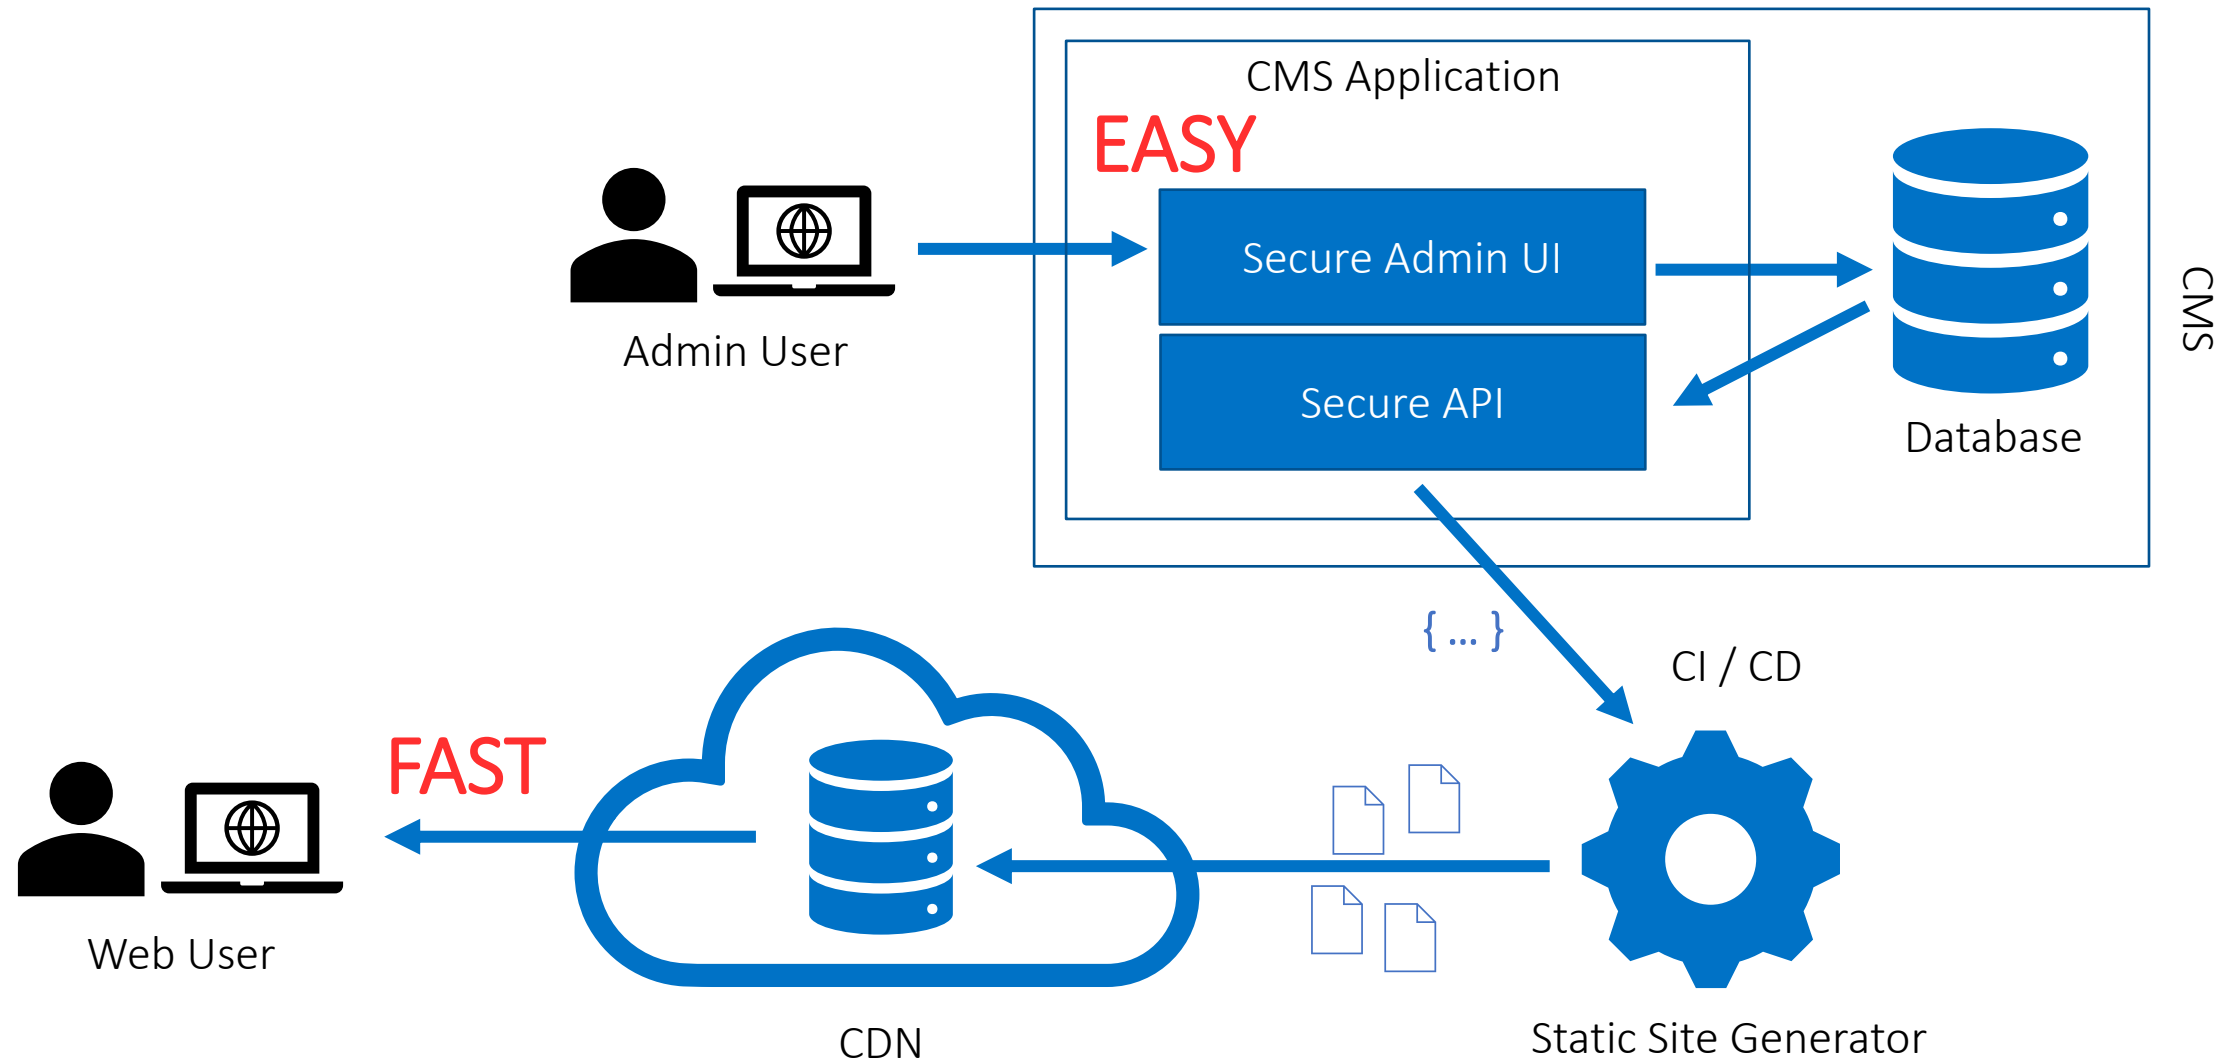 CMS Application
EASY
Secure Admin UI
Admin User
Secure API
Database
CMS
{ ... }
CI / CD
FAST
Web User
CDN
Static Site Generator